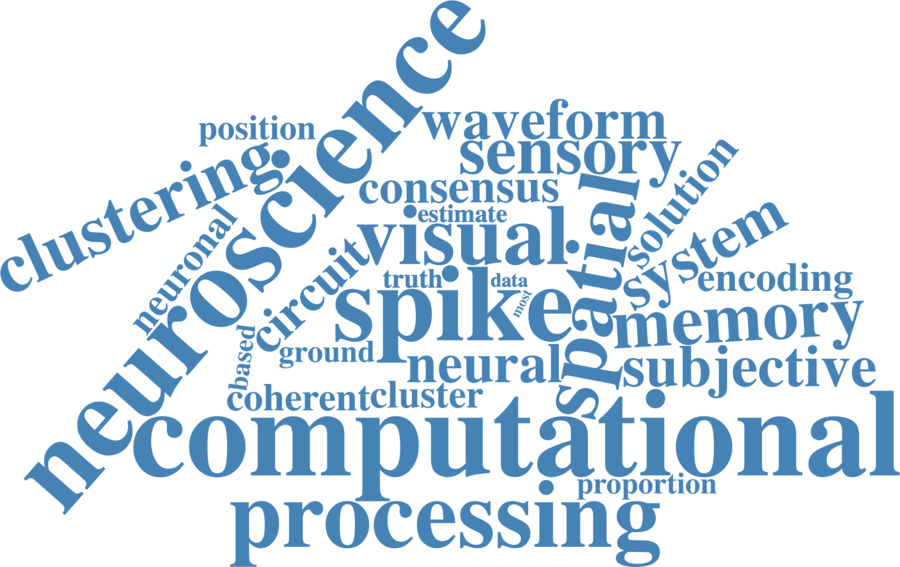 neuroscience
position
waveform
clustering
sensory
solution
consensus
spatial
estimate
neuronal
visual
system
circuit
truth
data
encoding
most
spike
memory
based
ground
neural
subjective
coherent
cluster
computational
proportion
processing